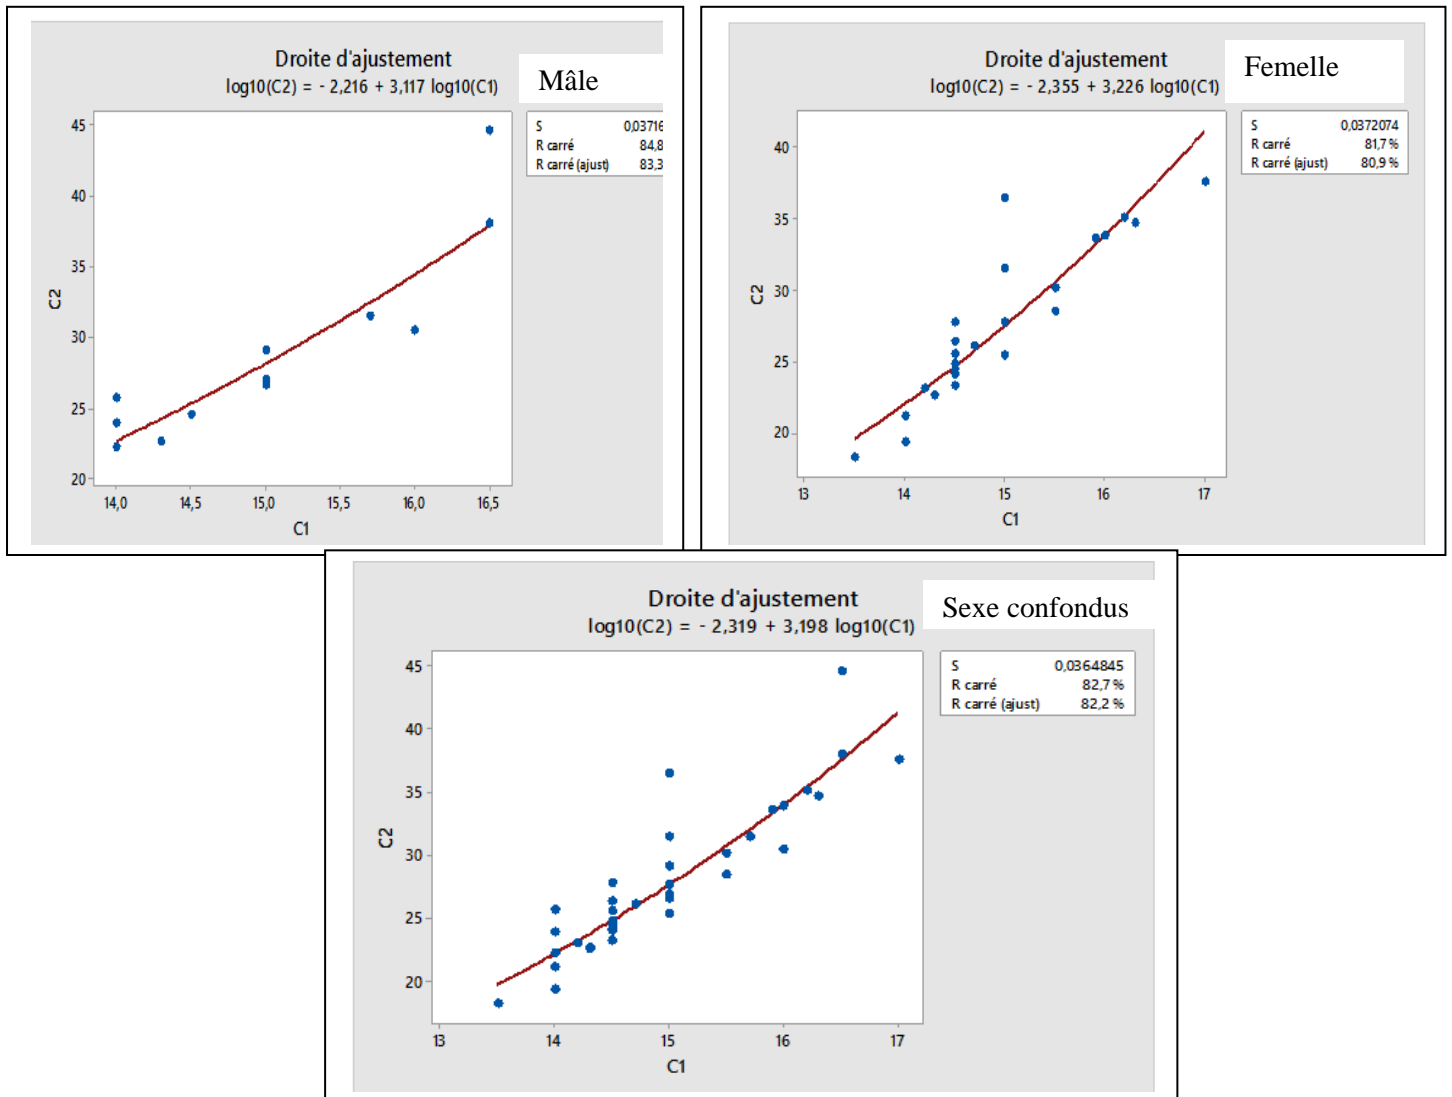 Droite d'ajustement
log10(C2) = - 2,216 + 3,117 log10(C1)
Mâle
S 0,03716
R carré 84,8
R carré (ajust) 83,3
45
40
35
30
25
20
C2
14,0 14,5 15,0 15,5 16,0 16,5
C1
Droite d'ajustement
log10(C2) = - 2,355 + 3,226 log10(C1)
Femelle
S 0,0372074
R carré 81,7 %
R carré (ajust) 80,9 %
40
35
30
25
20
C2
13 14 15 16 17
C1
Droite d'ajustement
log10(C2) = - 2,319 + 3,198 log10(C1)
Sexe confondus
S 0,0364845
R carré 82,7 %
R carré (ajust) 82,2 %
45
40
35
30
25
20
C2
13 14 15 16 17
C1